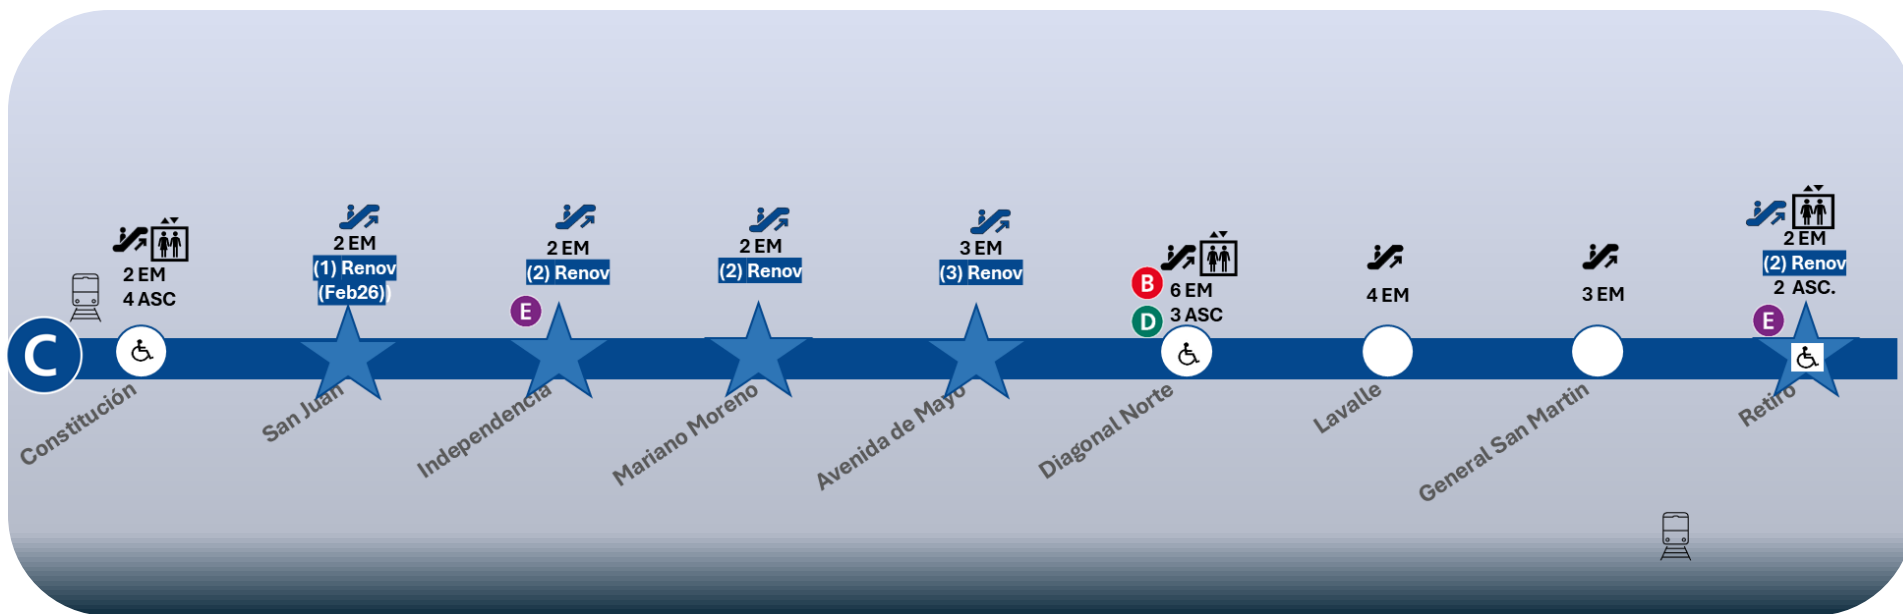 2 EM
4 ASC
2 EM
(1) Renov
(Feb26))
2 EM
(2) Renov
E
2 EM
(2) Renov
3 EM
(3) Renov
B
6 EM
D
3 ASC
4 EM
3 EM
2 EM
(2) Renov
2 ASC.
E
C
Constitución
San Juan
Independencia
Mariano Moreno
Avenida de Mayo
Diagonal Norte
Lavalle
General San Martin
Retiro